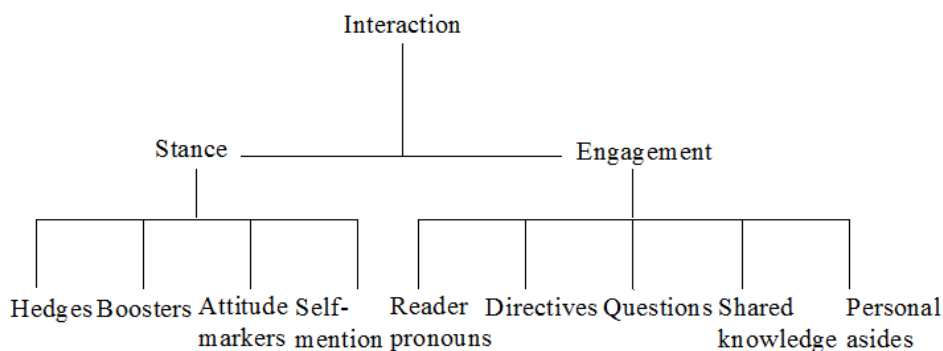 Interaction
Stance
Engagement
Hedges
Boosters
Attitude
markers
Self-
mention
Reader
pronouns
Directives
Questions
Shared
knowledge
Personal
asides